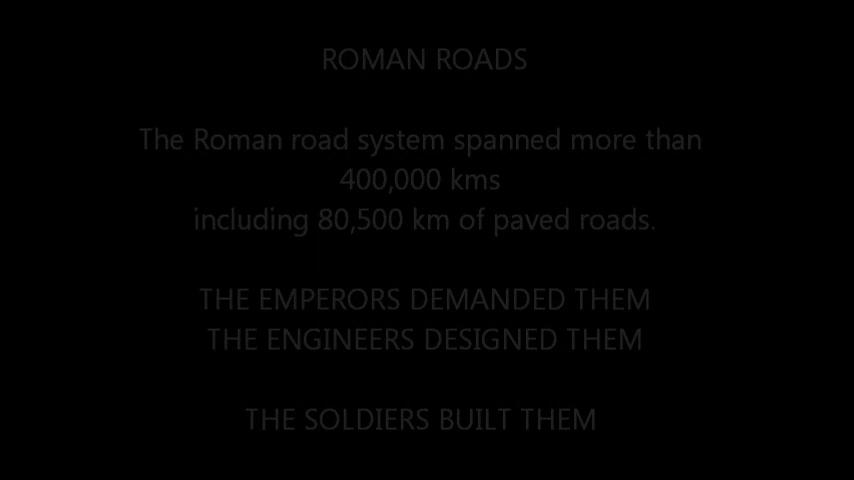 ROMAN ROADS
The Roman road system spanned more than
400,000 kms
including 80,500 km of paved roads.
THE EMPERORS DEMANDED THEM
THE ENGINEERS DESIGNED THEM
THE SOLDIERS BUILT THEM